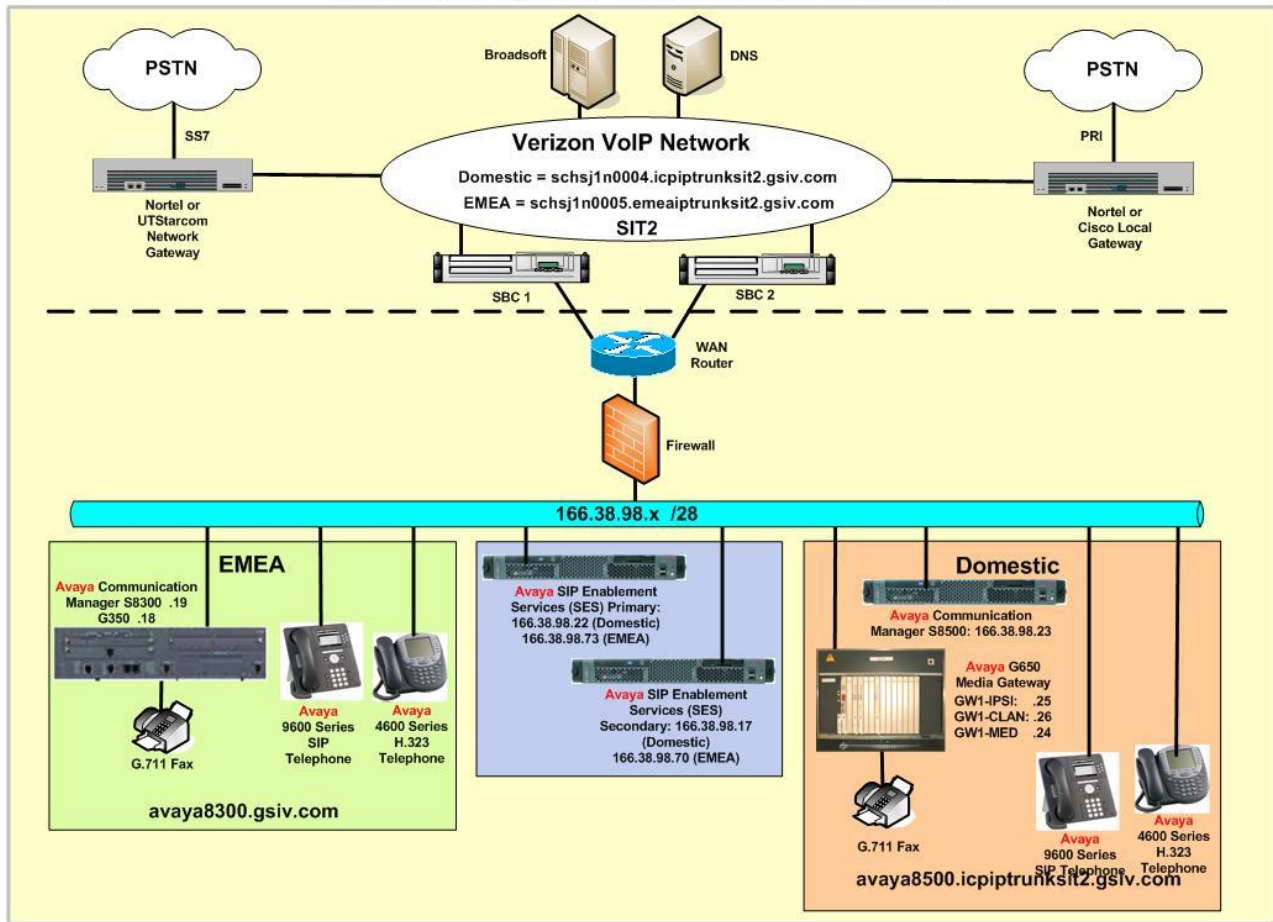 Broadsoft
DNS
PSTN
PSTN
SS7
PRI
Verizon VoIP Network
Domestic = schsj1n0004.icpiptrunksit2.gsiv.com
EMEA = schsj1n0005.emeaiptrunksit2.gsiv.com
SIT2
Nortel or
UTStarcom
Network
Gateway
Nortel or
Cisco Local
Gateway
SBC 1
SBC 2
WAN
Router
Firewall
166.38.98.x /28
EMEA
Avaya Communication
Manager S8300 .19
G350 .18
G.711 Fax
Avaya
9600 Series
SIP
Telephone
Avaya
4600 Series
H.323
Telephone
avaya8300.gsiv.com
Avaya SIP Enablement
Services (SES) Primary:
166.38.98.22 (Domestic)
166.38.98.73 (EMEA)
Avaya SIP Enablement
Services (SES)
Secondary: 166.38.98.17
(Domestic)
166.38.98.70 (EMEA)
Domestic
Avaya Communication
Manager S8500: 166.38.98.23
Avaya G650
Media Gateway
GW1-IPSI: .25
GW1-CLAN: .26
GW1-MED .24
G.711 Fax
Avaya
9600 Series
SIP Telephone
Avaya
4600 Series
H.323
Telephone
avaya8500.icpiptrunksit2.gsiv.com